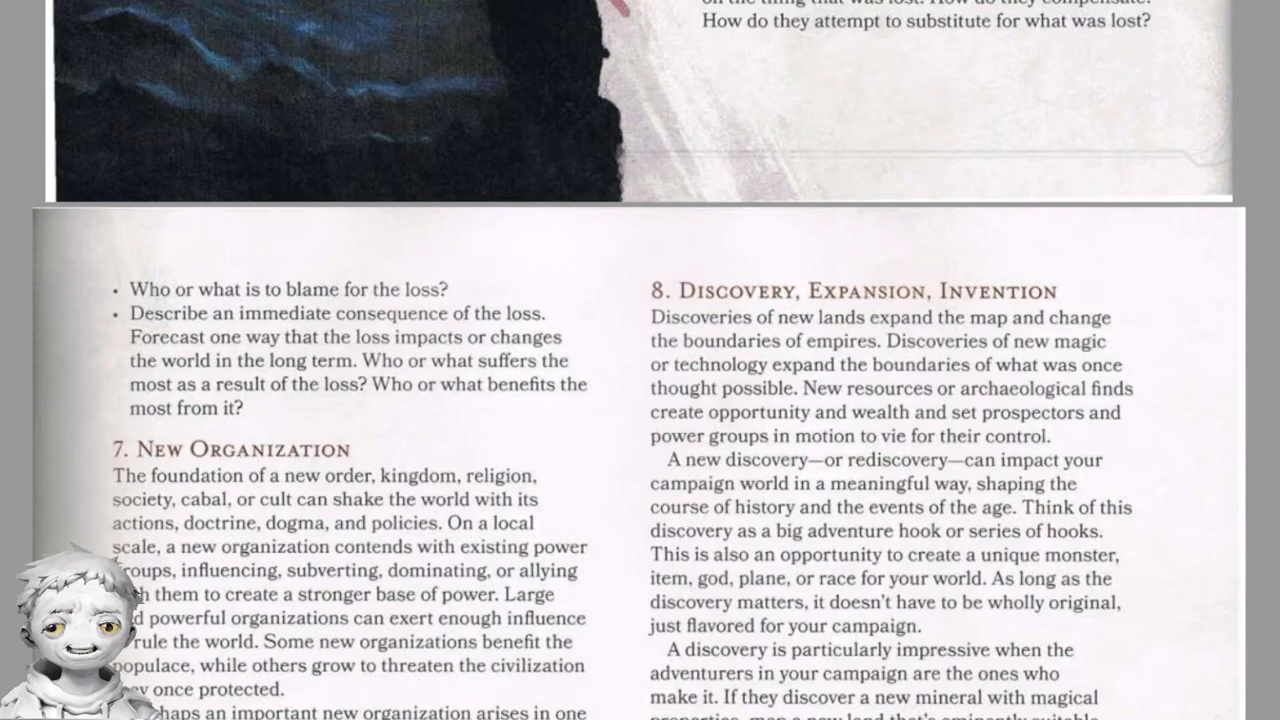 How do they attempt to substitute for what was lost?
• Who or what is to blame for the loss?
• Describe an immediate consequence of the loss.
Forecast one way that the loss impacts or changes
the world in the long term. Who or what suffers the
most as a result of the loss? Who or what benefits the
most from it?
7. New Organization
The foundation of a new order, kingdom, religion,
society, cabal, or cult can shake the world with its
actions, doctrine, dogma, and policies. On a local
scale, a new organization contends with existing power
groups, influencing, subverting, dominating, or allying
them to create a stronger base of power. Large
powerful organizations can exert enough influence
rule the world. Some new organizations benefit the
populace, while others grow to threaten the civilization
once protected.
an important new organization arises in one
8. Discovery, Expansion, Invention
Discoveries of new lands expand the map and change
the boundaries of empires. Discoveries of new magic
or technology expand the boundaries of what was once
thought possible. New resources or archaeological finds
create opportunity and wealth and set prospectors and
power groups in motion to vie for their control.
A new discovery—or rediscovery—can impact your
campaign world in a meaningful way, shaping the
course of history and the events of the age. Think of this
discovery as a big adventure hook or series of hooks.
This is also an opportunity to create a unique monster,
item, god, plane, or race for your world. As long as the
discovery matters, it doesn't have to be wholly original,
just flavored for your campaign.
A discovery is particularly impressive when the
adventurers in your campaign are the ones who
make it. If they discover a new mineral with magical